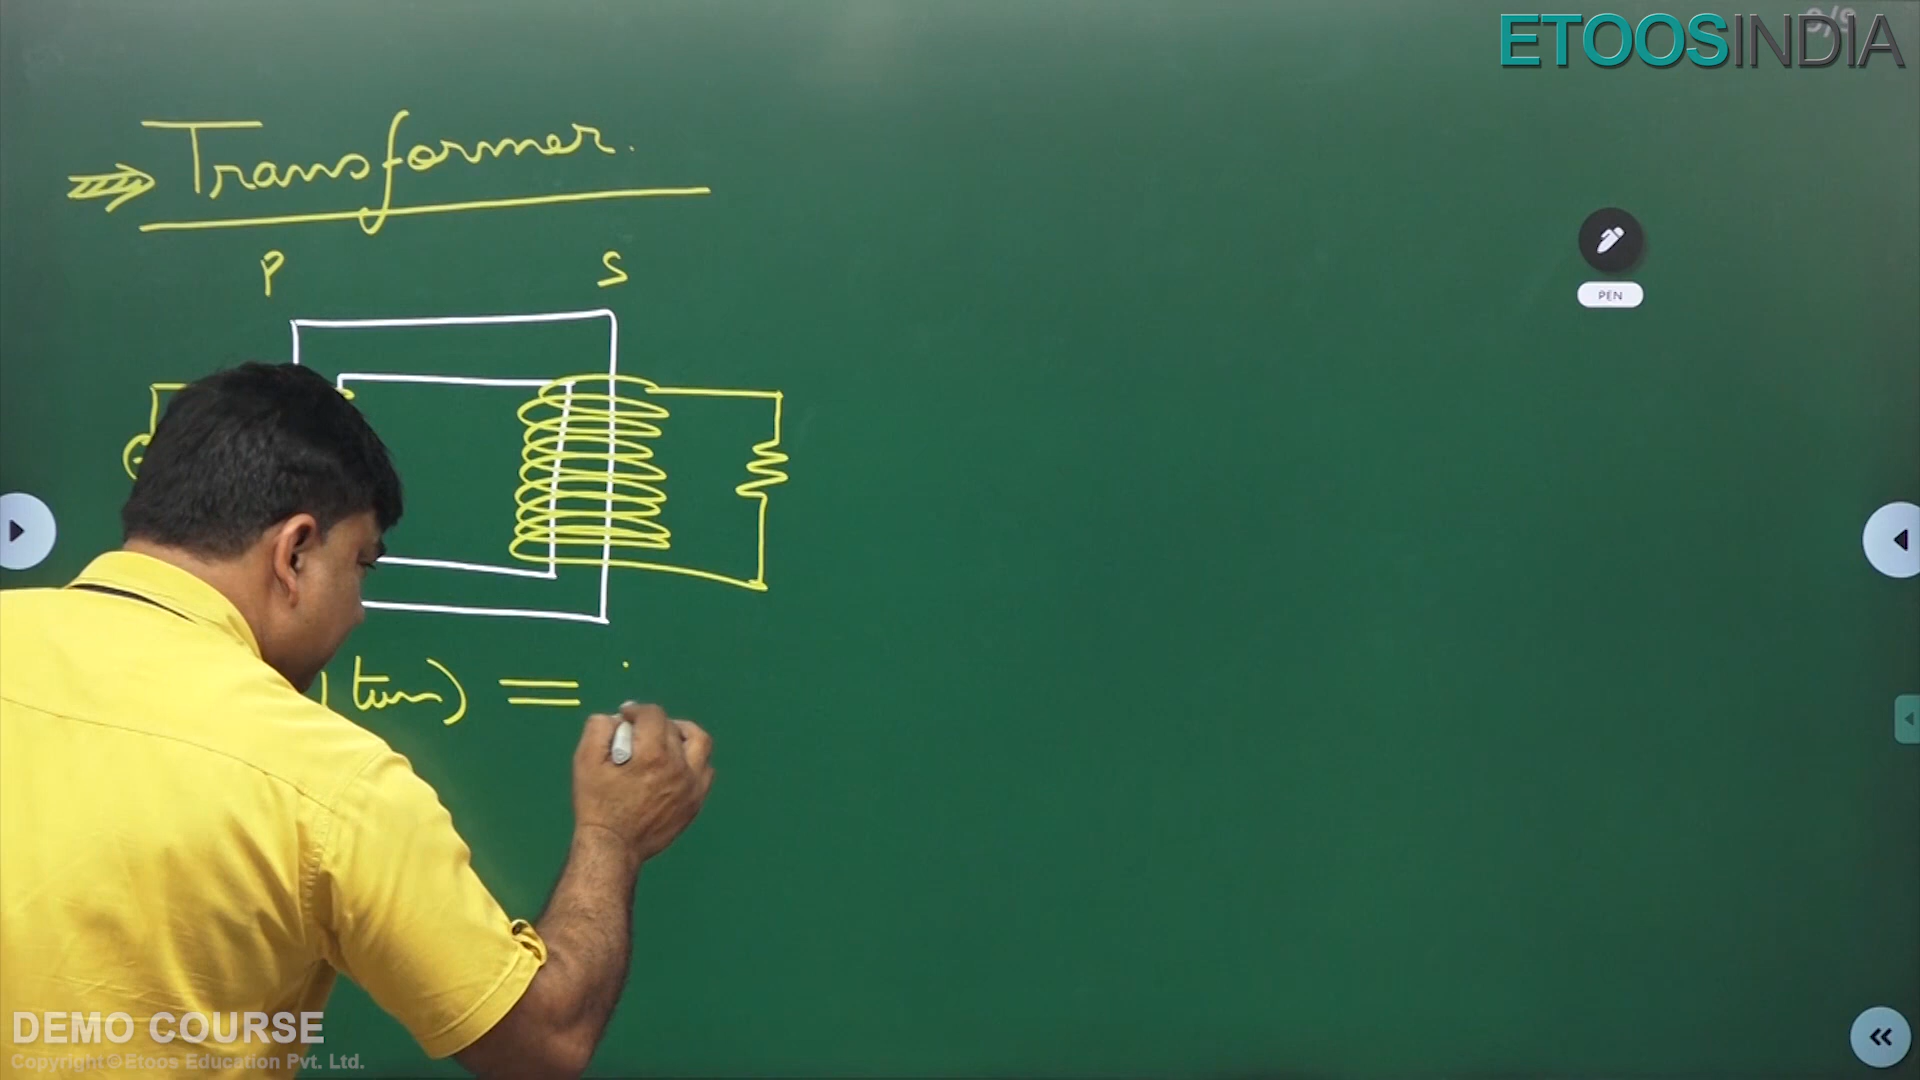 ETOOSINDIA
Transformer.
P S
PEN
(turn) =
DEMO COURSE
Copyright © Etoos Education Pvt. Ltd.